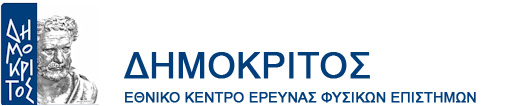 ΔΗ
ΜΟ
ΚΡΙ
ΤΟΣ
ΔΗΜΟΚΡΙΤΟΣ
ΕΘΝΙΚΟ ΚΕΝΤΡΟ ΕΡΕΥΝΑΣ ΦΥΣΙΚΩΝ ΕΠΙΣΤΗΜΩΝ